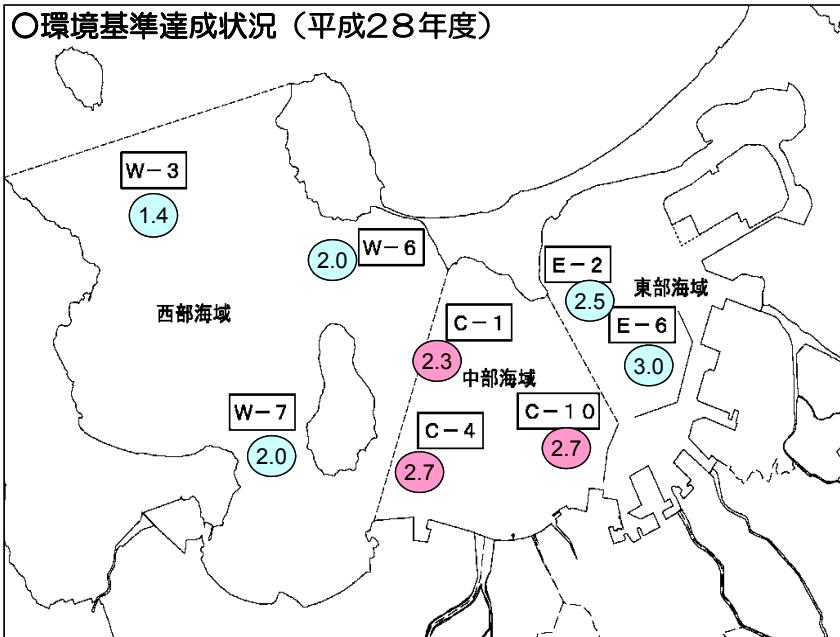 〇環境基準達成状況（平成２８年度）
W－3
1.4
W－6
2.0
西部海域
W－7
2.0
C－1
2.3
中部海域
C－4
2.7
C－10
2.7
E－2
2.5
東部海域
E－6
3.0